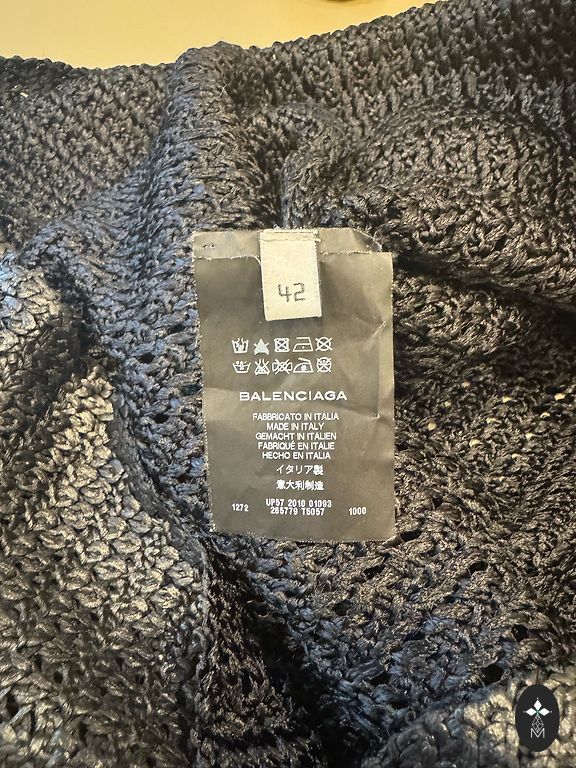 42
BALENCIAGA
FABBRICATO IN ITALIA
MADE IN ITALY
GEMACHT IN ITALIEN
FABRIQUÉ EN ITALIE
HECHO EN ITALIA
イタリア製
意大利制造
UP57 2010 01093
1272 265779 T5057 1000
M